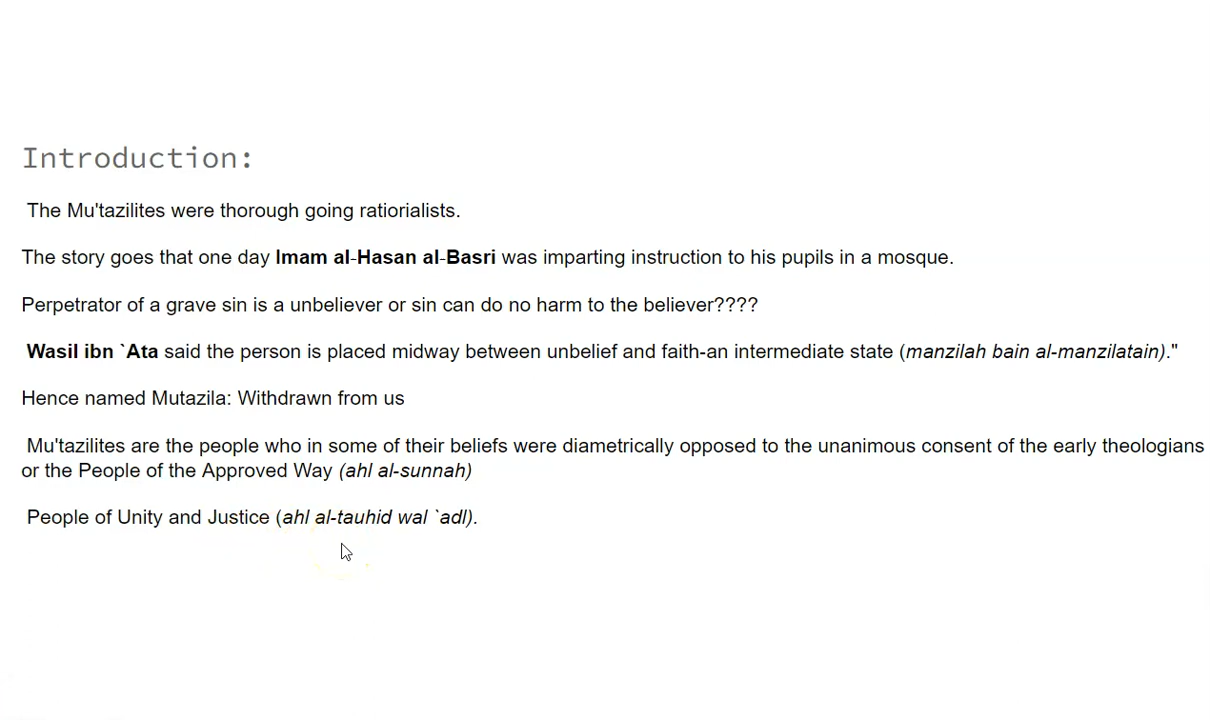 Introduction:
The Mu'tazilites were thorough going ratiorialists.
The story goes that one day Imam al-Hasan al-Basri was imparting instruction to his pupils in a mosque.
Perpetrator of a grave sin is a unbeliever or sin can do no harm to the believer????
Wasil ibn `Ata said the person is placed midway between unbelief and faith-an intermediate state (manzilah bain al-manzilatain)."
Hence named Mutazila: Withdrawn from us
Mu'tazilites are the people who in some of their beliefs were diametrically opposed to the unanimous consent of the early theologians
or the People of the Approved Way (ahl al-sunnah)
People of Unity and Justice (ahl al-tauhid wal `adl).